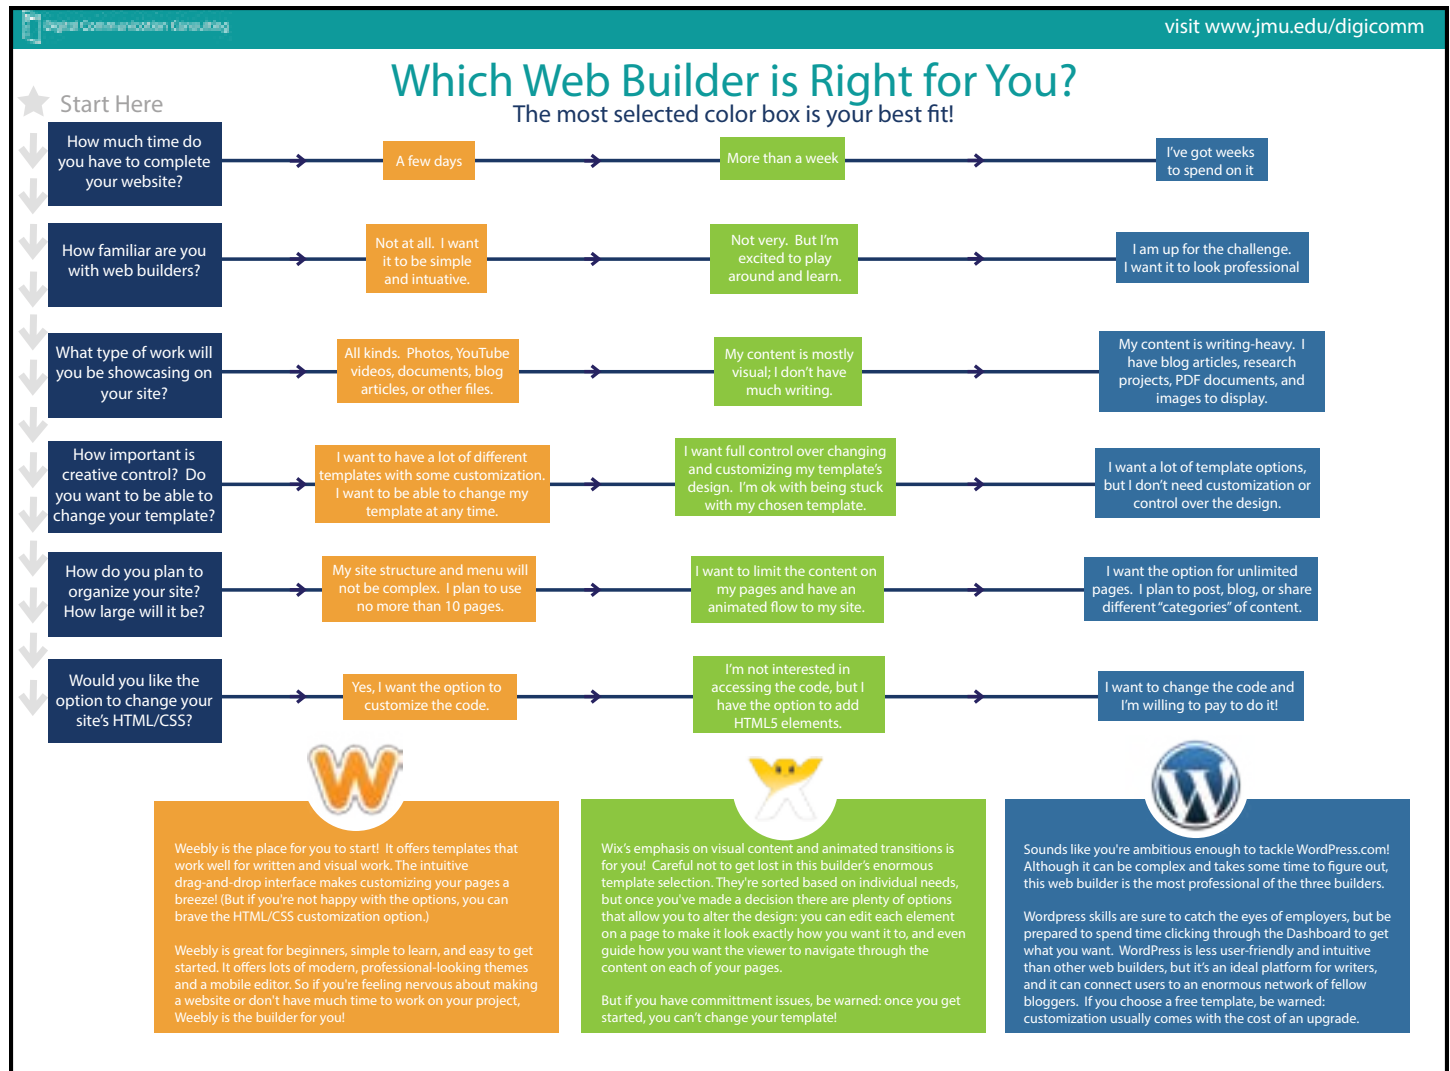 Digital Communication Consulting
visit www.jmu.edu/digicomm
Which Web Builder is Right for You?
The most selected color box is your best fit!
Start Here
How much time do
you have to complete
your website?
A few days
More than a week
I've got weeks
to spend on it
How familiar are you
with web builders?
Not at all. I want
it to be simple
and intuative.
Not very. But I'm
excited to play
around and learn.
I am up for the challenge.
I want it to look professional
What type of work will
you be showcasing on
your site?
All kinds. Photos, YouTube
videos, documents, blog
articles, or other files.
My content is mostly
visual; I don't have
much writing.
My content is writing-heavy. I
have blog articles, research
projects, PDF documents, and
images to display.
How important is
creative control? Do
you want to be able to
change your template?
I want to have a lot of different
templates with some customization.
I want to be able to change my
template at any time.
I want full control over changing
and customizing my template's
design. I'm ok with being stuck
with my chosen template.
I want a lot of template options,
but I don't need customization or
control over the design.
How do you plan to
organize your site?
How large will it be?
My site structure and menu will
not be complex. I plan to use
no more than 10 pages.
I want to limit the content on
my pages and have an
animated flow to my site.
I want the option for unlimited
pages. I plan to post, blog, or share
different "categories" of content.
Would you like the
option to change your
site's HTML/CSS?
Yes, I want the option to
customize the code.
I'm not interested in
accessing the code, but I
have the option to add
HTML5 elements.
I want to change the code and
I'm willing to pay to do it!
Weebly is the place for you to start! It offers templates that
work well for written and visual work. The intuitive
drag-and-drop interface makes customizing your pages a
breeze! (But if you're not happy with the options, you can
brave the HTML/CSS customization option.)
Weebly is great for beginners, simple to learn, and easy to get
started. It offers lots of modern, professional-looking themes
and a mobile editor. So if you're feeling nervous about making
a website or don't have much time to work on your project,
Weebly is the builder for you!
Wix's emphasis on visual content and animated transitions is
for you! Careful not to get lost in this builder's enormous
template selection. They're sorted based on individual needs,
but once you've made a decision there are plenty of options
that allow you to alter the design: you can edit each element
on a page to make it look exactly how you want it to, and even
guide how you want the viewer to navigate through the
content on each of your pages.
But if you have committment issues, be warned: once you get
started, you can't change your template!
Sounds like you're ambitious enough to tackle WordPress.com!
Although it can be complex and takes some time to figure out,
this web builder is the most professional of the three builders.
Wordpress skills are sure to catch the eyes of employers, but be
prepared to spend time clicking through the Dashboard to get
what you want. WordPress is less user-friendly and intuitive
than other web builders, but it's an ideal platform for writers,
and it can connect users to an enormous network of fellow
bloggers. If you choose a free template, be warned:
customization usually comes with the cost of an upgrade.